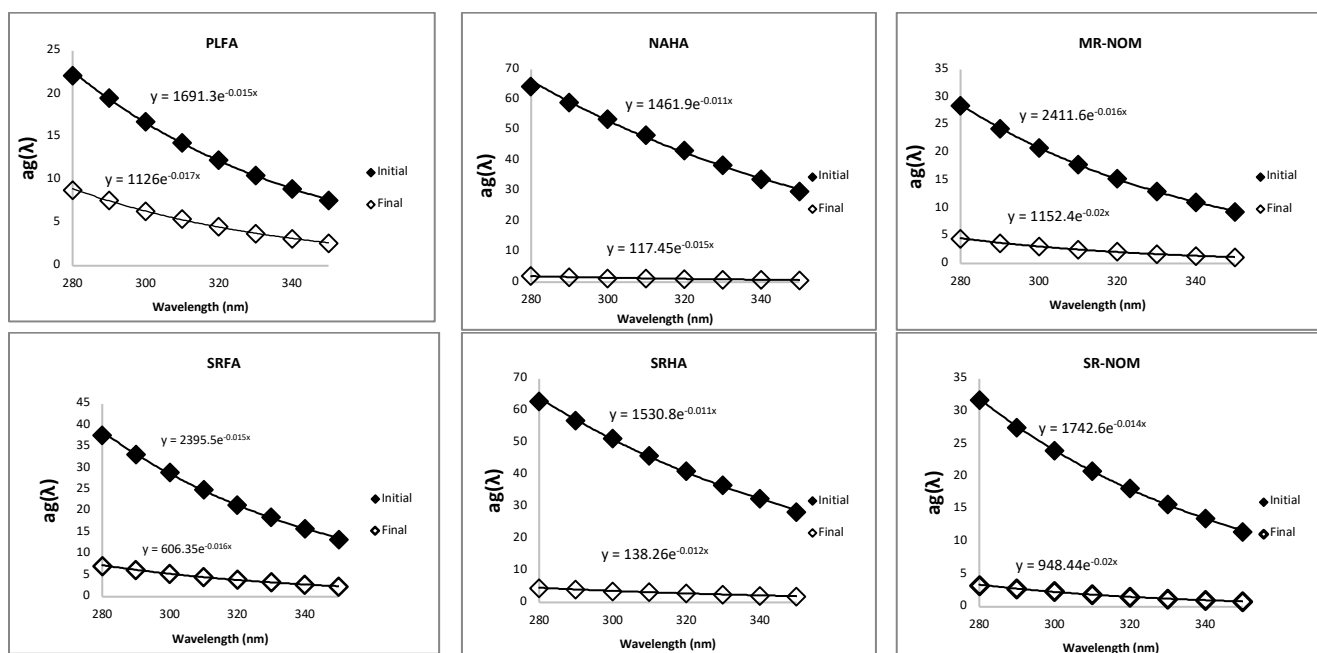 PLFA
25
20
15
10
5
0
ag(λ)
y = 1691.3e^-0.015x
y = 1126e^-0.017x
Initial
Final
280 300 320 340
Wavelength (nm)
NAHA
70
60
50
40
30
20
10
0
ag(λ)
y = 1461.9e^-0.011x
y = 117.45e^-0.015x
Initial
Final
280 300 320 340
Wavelength (nm)
MR-NOM
35
30
25
20
15
10
5
0
ag(λ)
y = 2411.6e^-0.016x
y = 1152.4e^-0.02x
Initial
Final
280 300 320 340
Wavelength (nm)
SRFA
45
40
35
30
25
20
15
10
5
0
ag(λ)
y = 2395.5e^-0.015x
y = 606.35e^-0.016x
Initial
Final
280 300 320 340
Wavelength (nm)
SRHA
70
60
50
40
30
20
10
0
ag(λ)
y = 1530.8e^-0.011x
y = 138.26e^-0.012x
Initial
Final
280 300 320 340
Wavelength (nm)
SR-NOM
35
30
25
20
15
10
5
0
ag(λ)
y = 1742.6e^-0.014x
y = 948.44e^-0.02x
Initial
Final
280 300 320 340
Wavelength (nm)